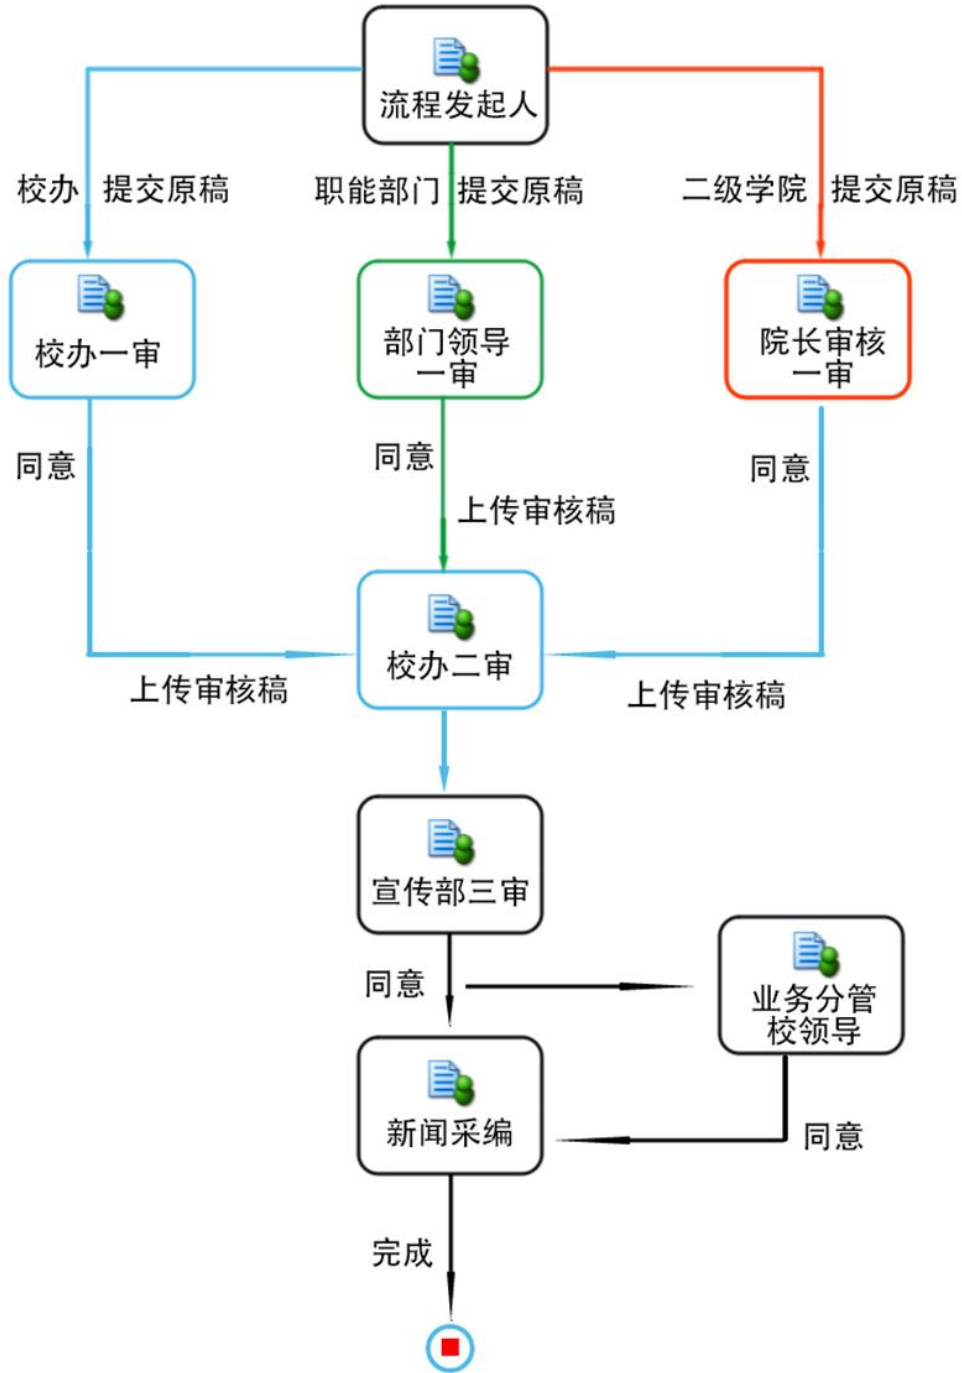 流程发起人
校办 提交原稿
职能部门 提交原稿
二级学院 提交原稿
校办一审
部门领导
一审
院长审核
一审
同意
同意
同意
上传审核稿
校办二审
上传审核稿
上传审核稿
宣传部三审
同意
业务分管
校领导
新闻采编
同意
完成